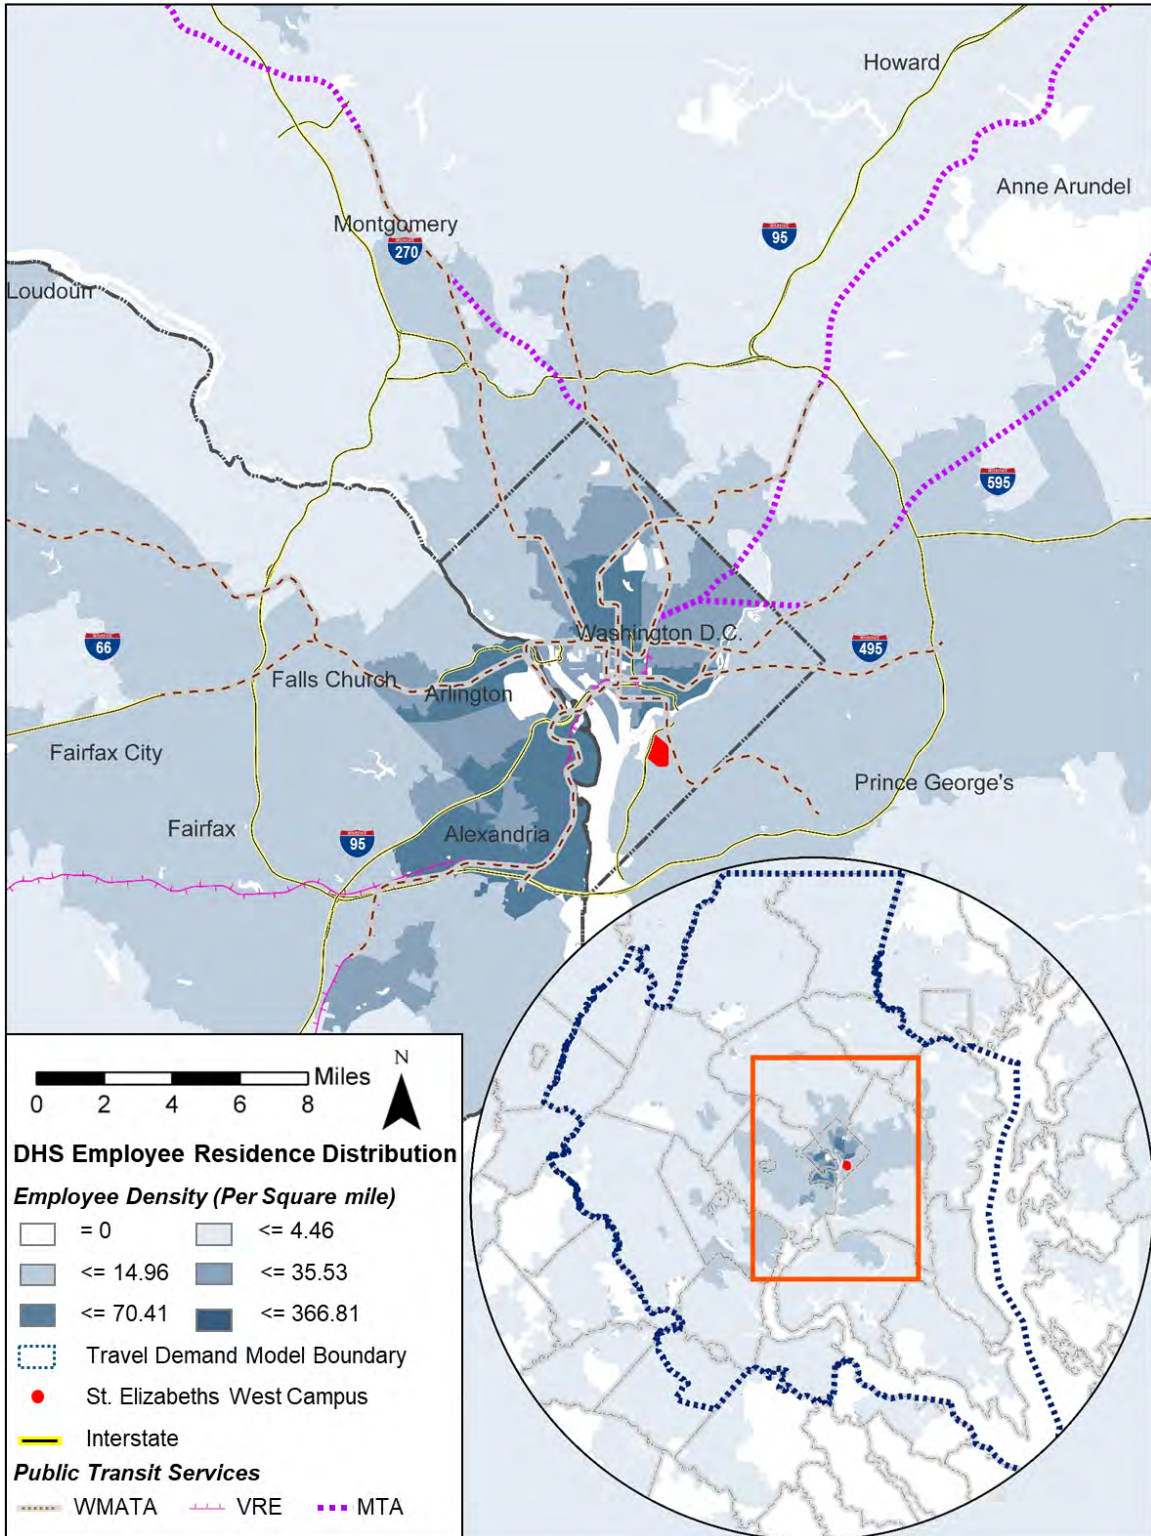 Howard
Anne Arundel
Montgomery
270
95
Loudoun
595
66
Washington D.C.
495
Falls Church
Arlington
Fairfax City
Prince George's
Fairfax
95
Alexandria
Miles
0 2 4 6 8
N
DHS Employee Residence Distribution
Employee Density (Per Square mile)
= 0 <= 4.46
<= 14.96 <= 35.53
<= 70.41 <= 366.81
Travel Demand Model Boundary
St. Elizabeths West Campus
Interstate
Public Transit Services
WMATA VRE MTA